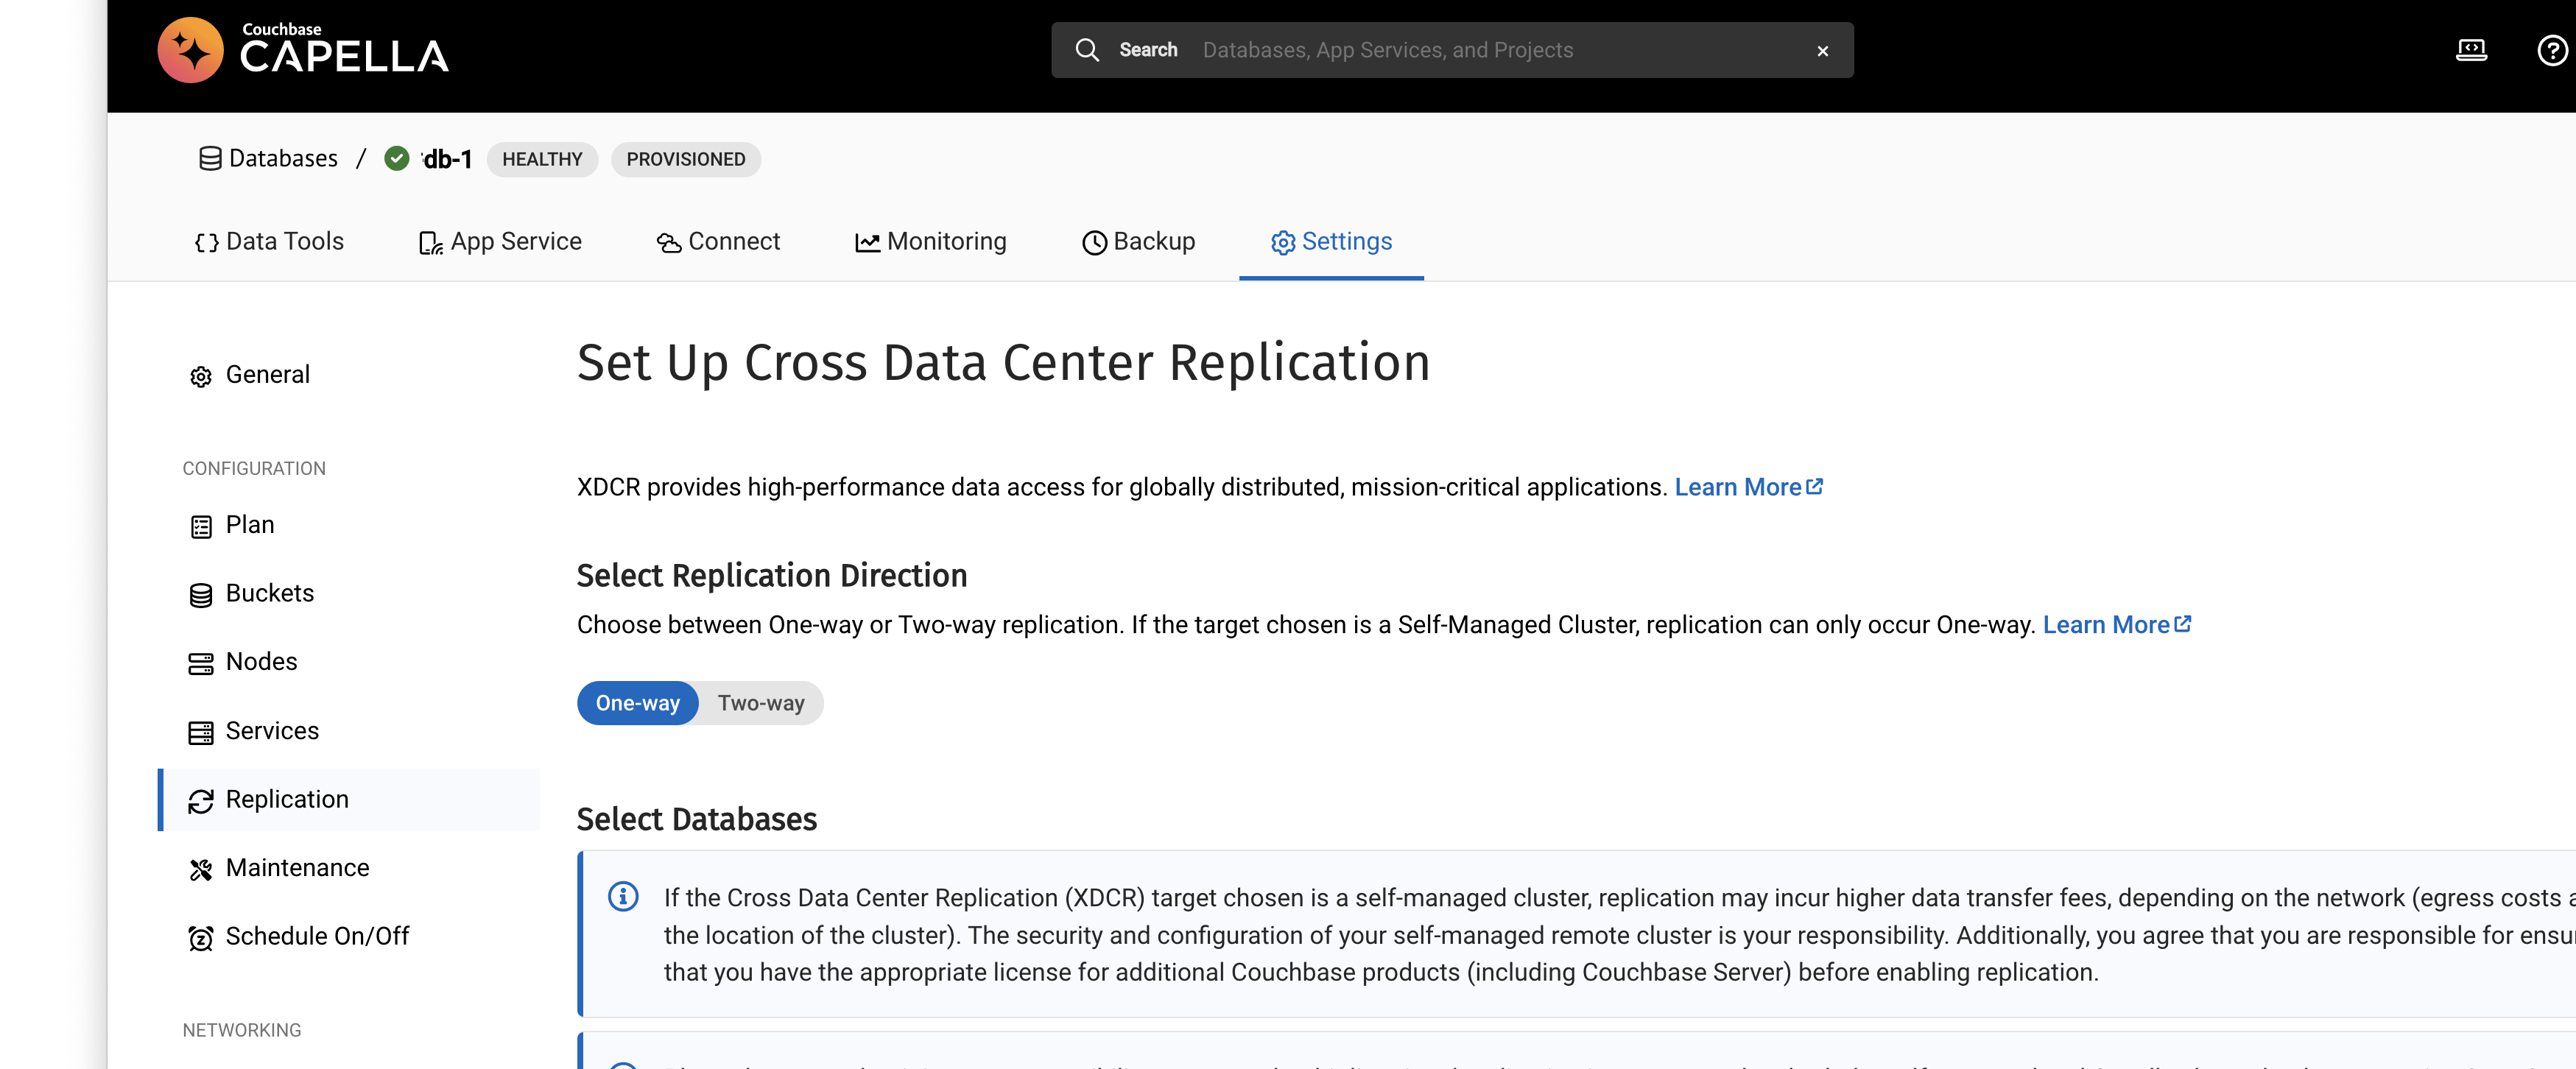 Couchbase
CAPELLA
Search Databases, App Services, and Projects
Databases / db-1 HEALTHY PROVISIONED
Data Tools App Service Connect Monitoring Backup Settings
General
CONFIGURATION
Plan
Buckets
Nodes
Services
Replication
Maintenance
Schedule On/Off
NETWORKING
Set Up Cross Data Center Replication
XDCR provides high-performance data access for globally distributed, mission-critical applications. Learn More
Select Replication Direction
Choose between One-way or Two-way replication. If the target chosen is a Self-Managed Cluster, replication can only occur One-way. Learn More
One-way Two-way
Select Databases
If the Cross Data Center Replication (XDCR) target chosen is a self-managed cluster, replication may incur higher data transfer fees, depending on the network (egress costs
the location of the cluster). The security and configuration of your self-managed remote cluster is your responsibility. Additionally, you agree that you are responsible for
that you have the appropriate license for additional Couchbase products (including Couchbase Server) before enabling replication.